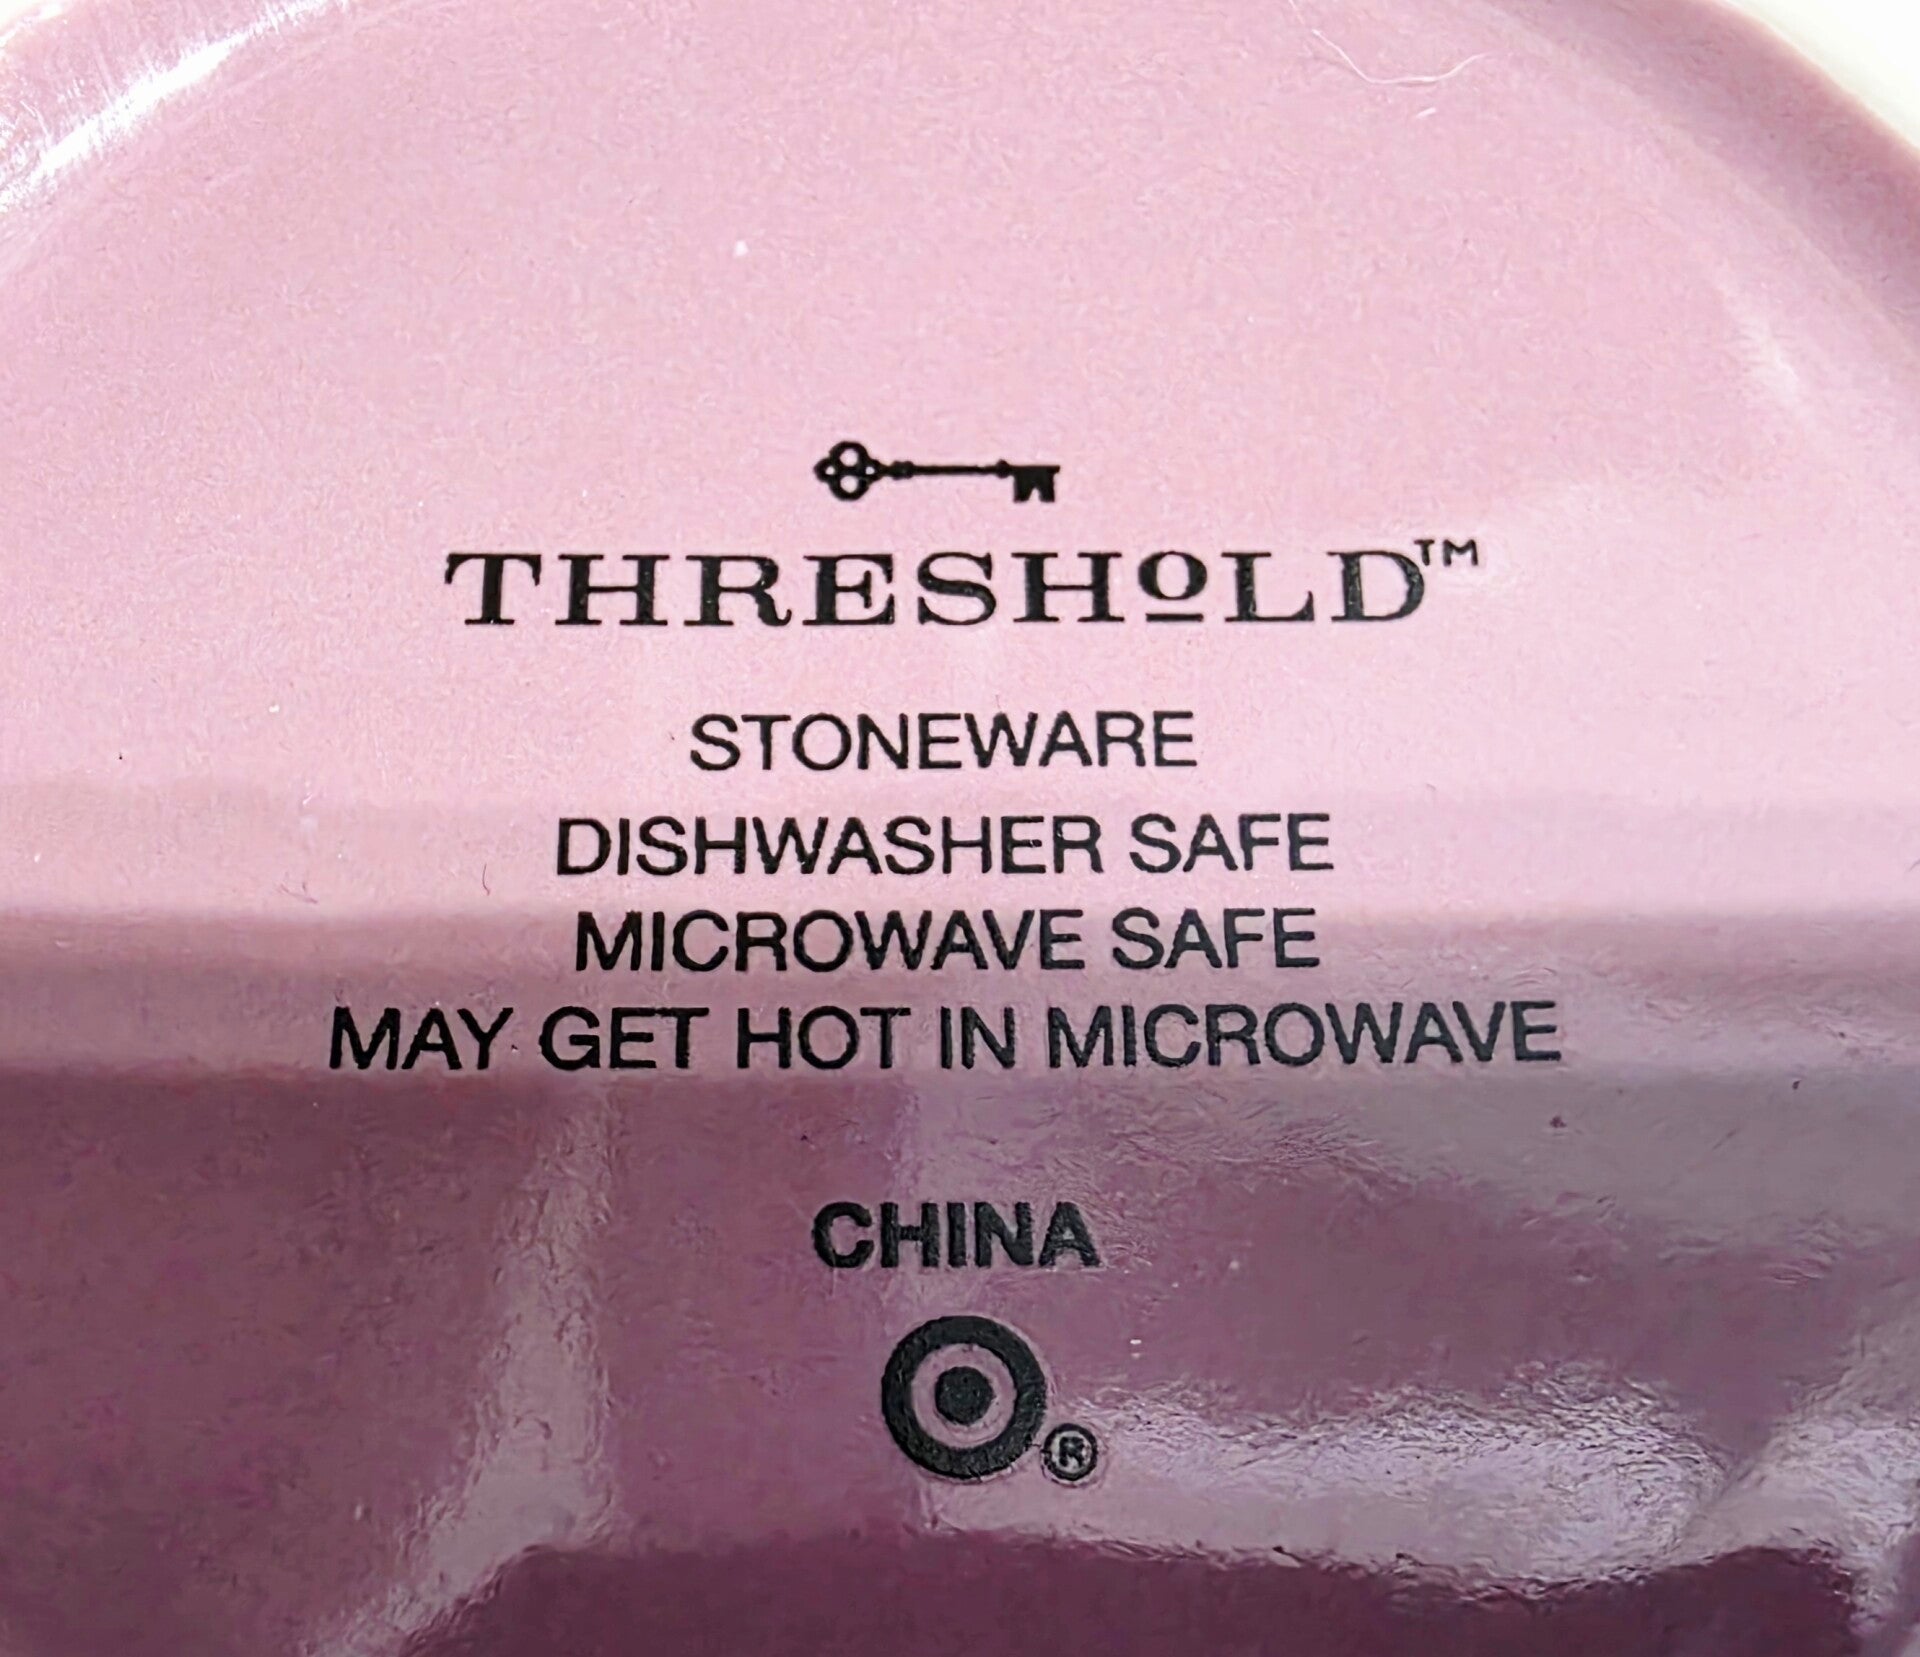 THRESHOLD™
STONEWARE
DISHWASHER SAFE
MICROWAVE SAFE
MAY GET HOT IN MICROWAVE
CHINA
®